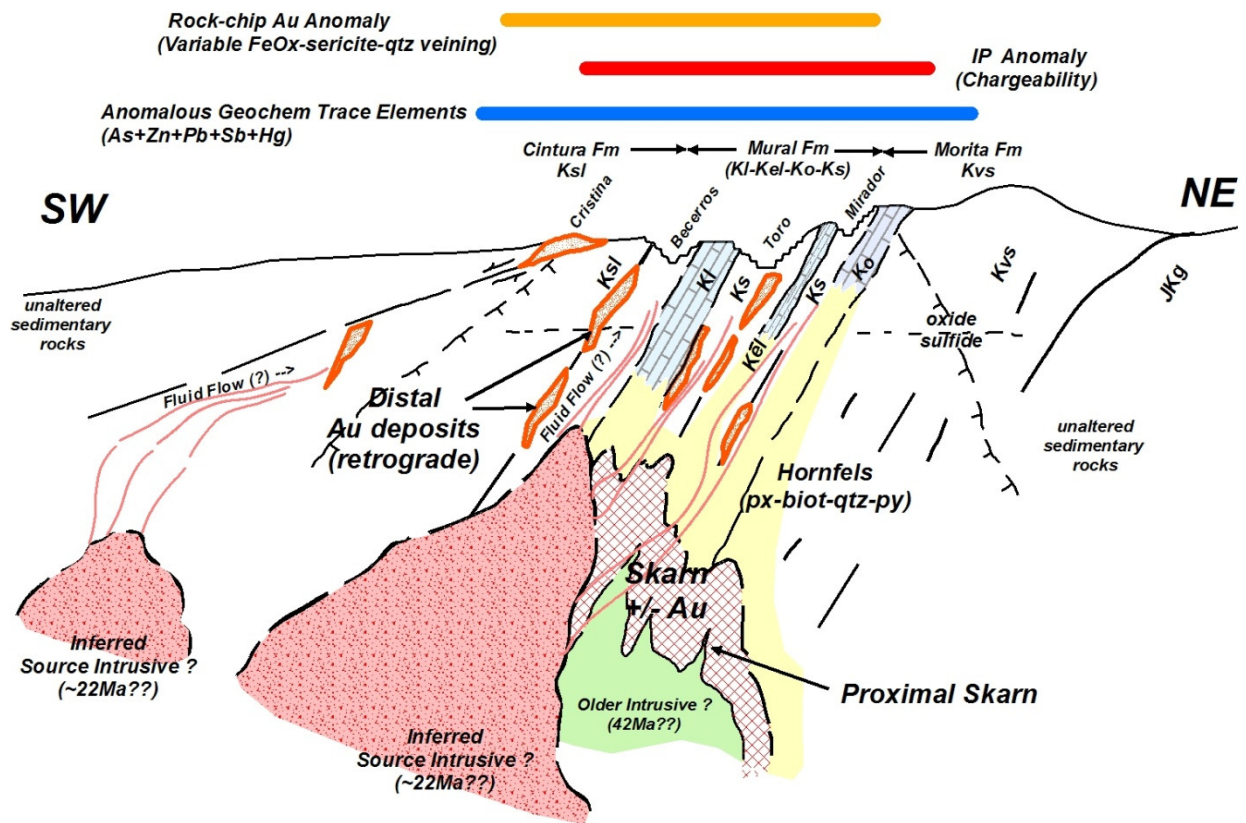 Rock-chip Au Anomaly
(Variable FeOx-sericite-qtz veining)
IP Anomaly
(Chargeability)
Anomalous Geochem Trace Elements
(As+Zn+Pb+Sb+Hg)
Cintura Fm
Ksl
Mural Fm
(Kl-Kel-Ko-Ks)
Morita Fm
Kvs
SW
NE
Cristina
Becerros
Toro
Mirador
unaltered
sedimentary
rocks
Ksl
Kl
Ks
Kēl
Ks
Ko
Kvs
JKg
oxide
sulfide
Fluid Flow (?) -->
Fluid Flow (?) -->
Distal
Au deposits
(retrograde)
unaltered
sedimentary
rocks
Hornfels
(px-biot-qtz-py)
Skarn
+/- Au
Proximal Skarn
Inferred
Source Intrusive ?
(~22Ma??)
Older Intrusive ?
(42Ma??)
Inferred
Source Intrusive ?
(~22Ma??)